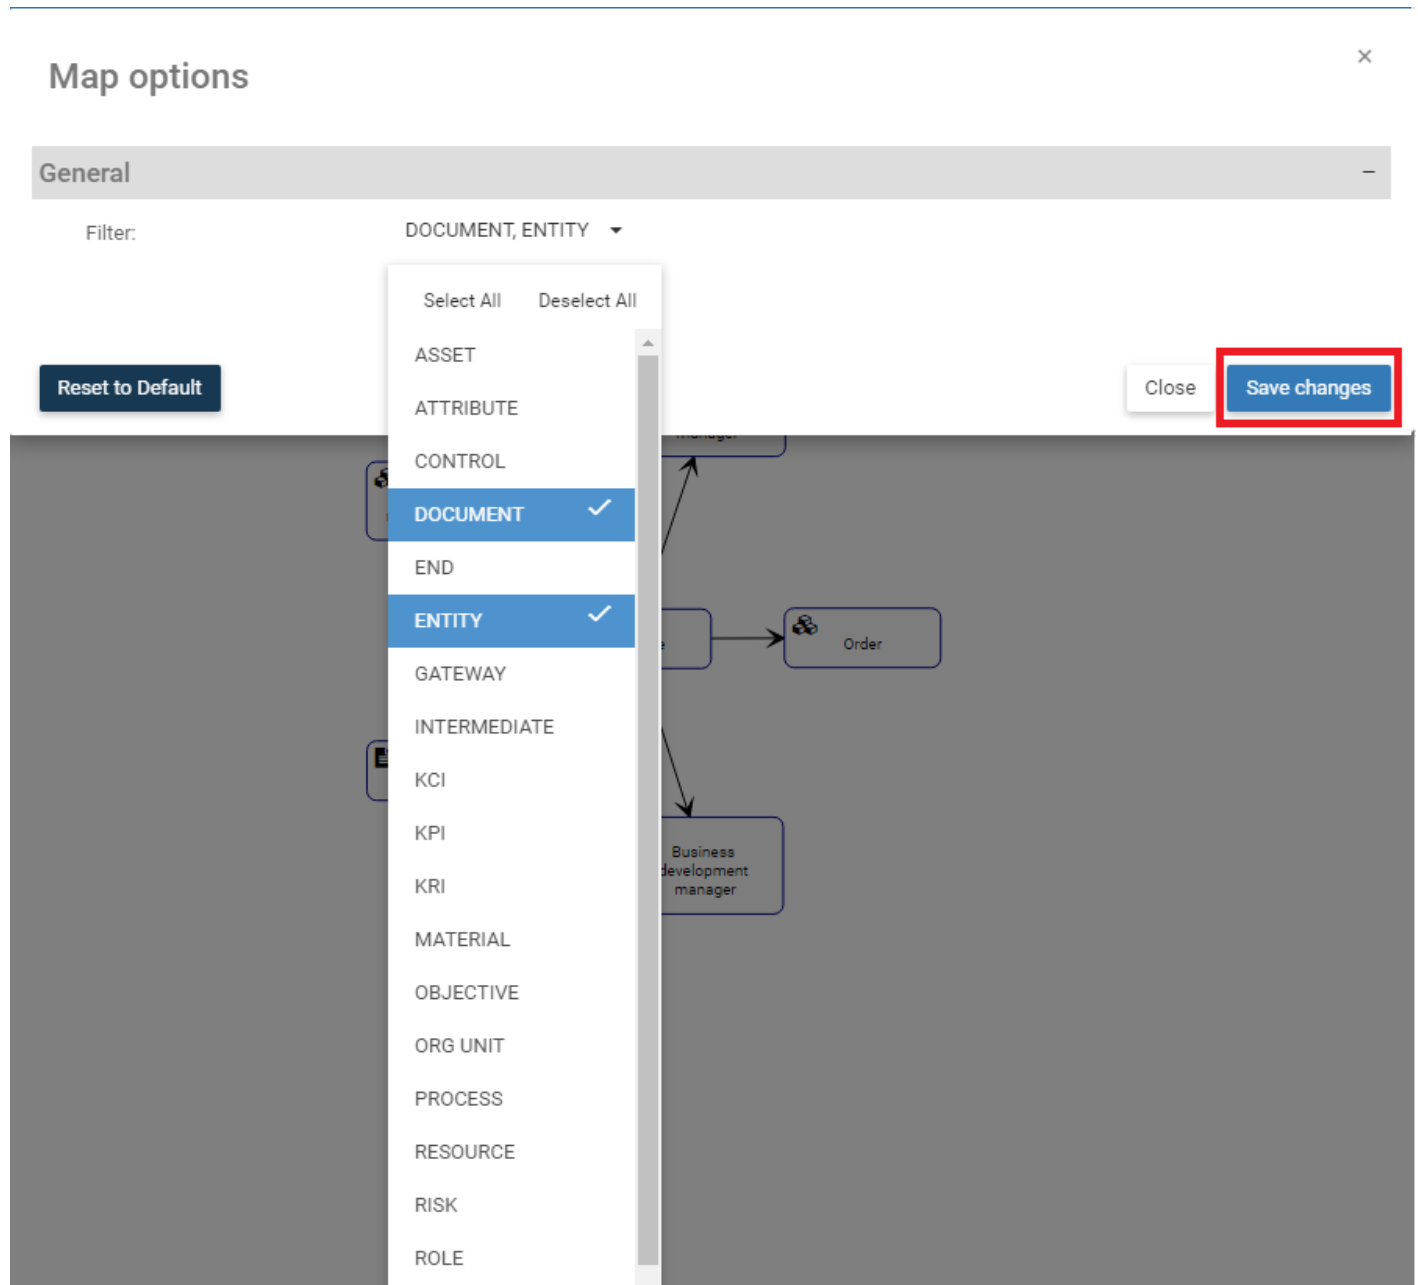 Map options
×
General
−
Filter:
DOCUMENT, ENTITY
Select All Deselect All
ASSET
Reset to Default
Close Save changes
ATTRIBUTE
manager
CONTROL
DOCUMENT
END
ENTITY
Order
GATEWAY
INTERMEDIATE
KCI
KPI
Business
development
manager
KRI
MATERIAL
OBJECTIVE
ORG UNIT
PROCESS
RESOURCE
RISK
ROLE